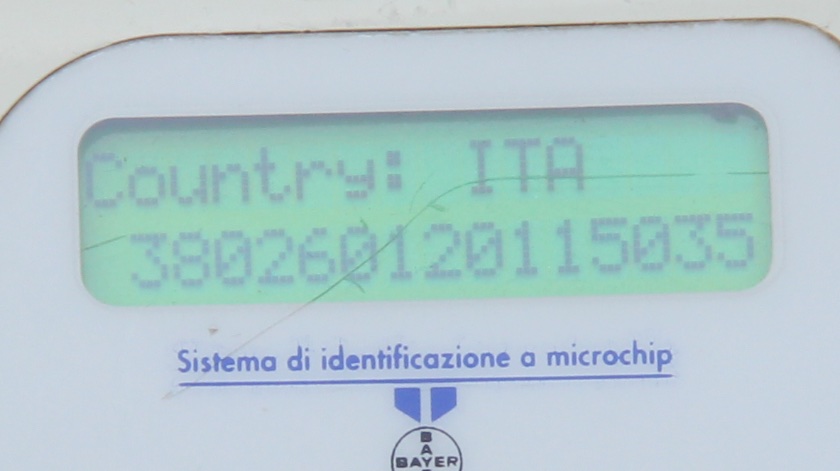 Country: ITA
380260120115035
Sistema di identificazione a microchip
B
A
BAYER